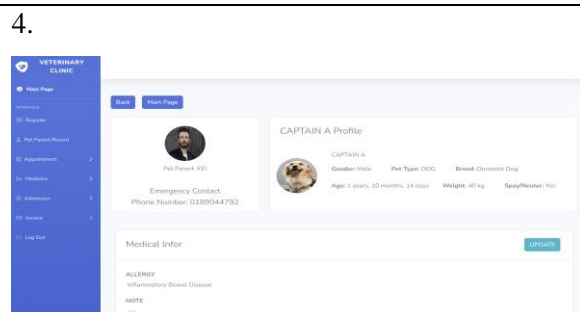 4.
VETERINARY
CLINIC
Main Page
Register
Pet Parent Record
Appointment
Medicine
Admission
Invoice
Log Out
Back
Main Page
Pet Parent: KEI
Emergency Contact
Phone Number: 0189044792
CAPTAIN A Profile
CAPTAIN A
Gender: Male Pet Type: DOG Breed: Domestic Dog
Age: 1 years, 10 months, 14 days Weight: 40 kg Spay/Neuter: Yes
Medical Infor
UPDATE
ALLERGY
Inflammatory Bowel Disease
NOTE